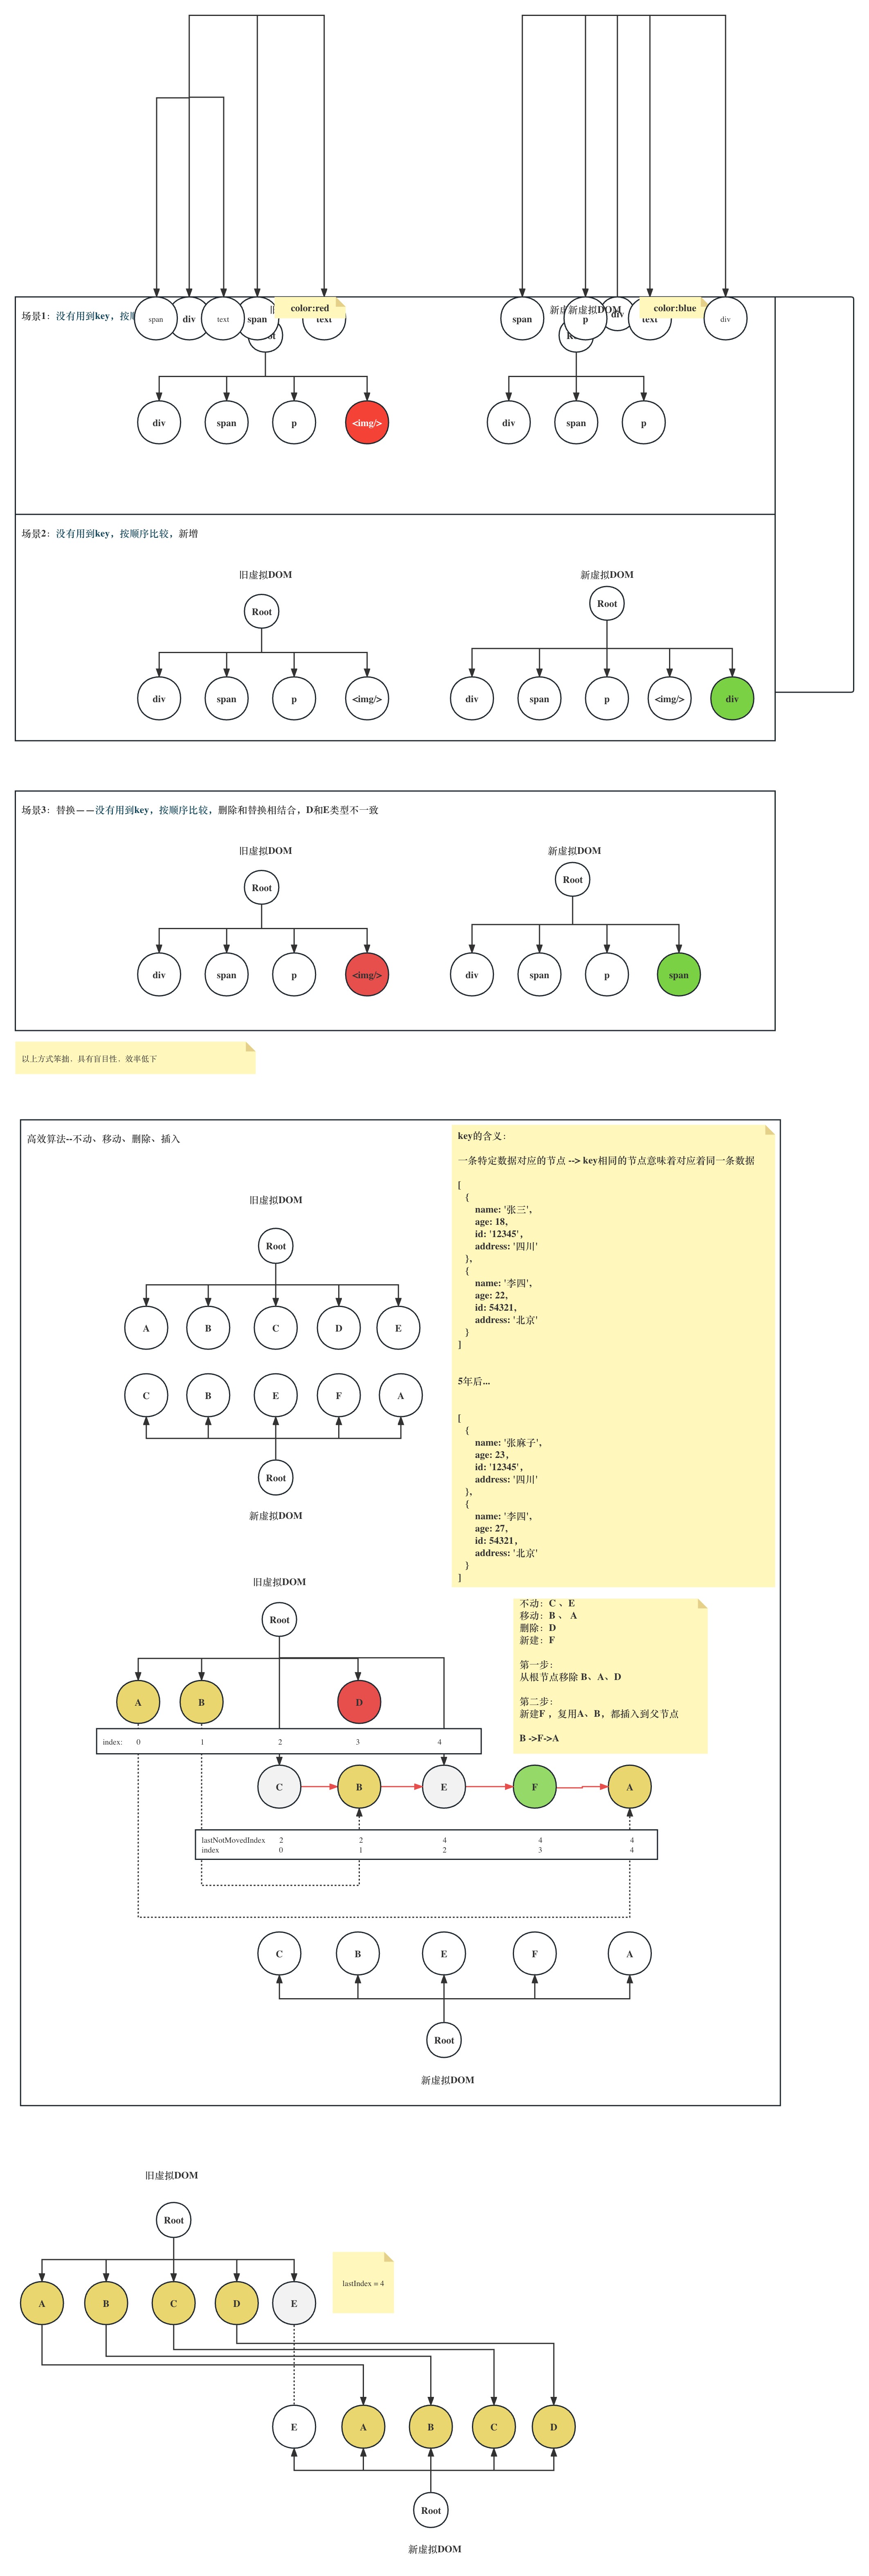 场景1：没有用到key，按顺
span
div
text
span
text
color:red
span
p
新虚拟DOM
div
text
color:blue
div
div
span
p
<img/>
div
span
p
场景2：没有用到key，按顺序比较，新增
旧虚拟DOM
新虚拟DOM
Root
Root
div
span
p
<img/>
div
span
p
<img/>
div
场景3：替换——没有用到key，按顺序比较，删除和替换相结合，D和E类型不一致
旧虚拟DOM
新虚拟DOM
Root
Root
div
span
p
<img/>
div
span
p
span
以上方式笨拙．具有盲目性．效率低下
高效算法--不动、移动、删除、插入
旧虚拟DOM
Root
A
B
C
D
E
C
B
E
F
A
Root
新虚拟DOM
key的含义：
一条特定数据对应的节点 --> key相同的节点意味着对应着同一条数据
[
{
name: '张三',
age: 18,
id: '12345',
address: '四川'
},
{
name: '李四',
age: 22,
id: 54321,
address: '北京'
}
]
5年后...
[
{
name: '张麻子',
age: 23,
id: '12345',
address: '四川'
},
{
name: '李四',
age: 27,
id: 54321,
address: '北京'
}
]
旧虚拟DOM
Root
不动：C 、E
移动：B 、 A
删除：D
新建：F
第一步：
从根节点移除 B、A、D
第二步：
新建F ，复用A、B，都插入到父节点
B ->F->A
A
B
D
index: 0 1 2 3 4
C
B
E
F
A
lastNotMovedIndex 2 2 4 4 4
index 0 1 2 3 4
C
B
E
F
A
Root
新虚拟DOM
旧虚拟DOM
Root
A
B
C
D
E
lastIndex = 4
E
A
B
C
D
Root
新虚拟DOM